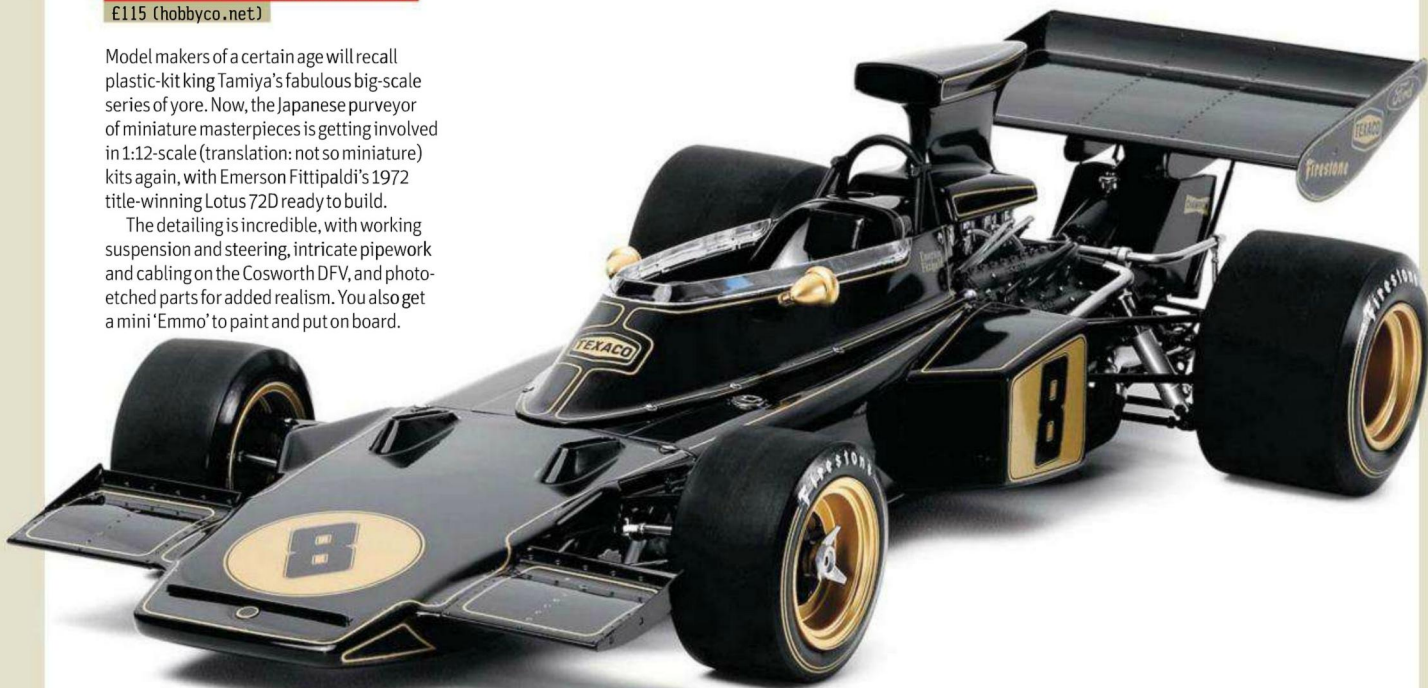 £115 (hobbyco.net)
Model makers of a certain age will recall
plastic-kit king Tamiya’s fabulous big-scale
series of yore. Now, the Japanese purveyor
of miniature masterpieces is getting involved
in 1:12-scale (translation: not so miniature)
kits again, with Emerson Fittipaldi’s 1972
title-winning Lotus 72D ready to build.
The detailing is incredible, with working
suspension and steering, intricate pipework
and cabling on the Cosworth DFV, and photo-
etched parts for added realism. You also get
a mini ‘Emmo’ to paint and put on board.
Ford
TEXACO
Firestone
TEXACO
8
Firestone
Firestone
8